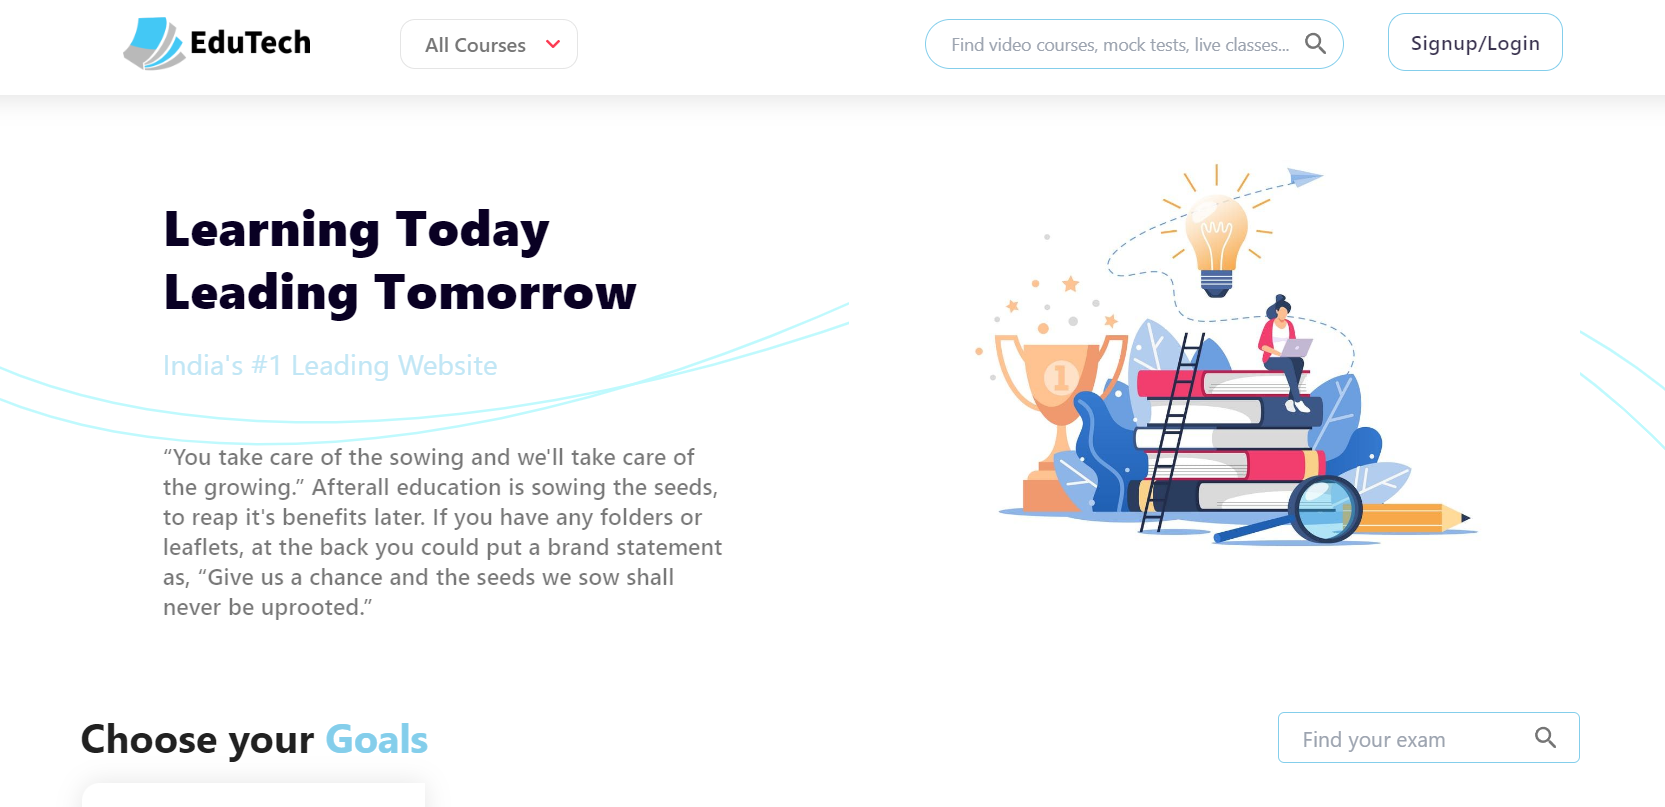 EduTech
All Courses
Find video courses, mock tests, live classes...
Signup/Login
Learning Today
Leading Tomorrow
India's #1 Leading Website
“You take care of the sowing and we'll take care of
the growing.” Afterall education is sowing the seeds,
to reap it's benefits later. If you have any folders or
leaflets, at the back you could put a brand statement
as, “Give us a chance and the seeds we sow shall
never be uprooted.”
1
Choose your Goals
Find your exam